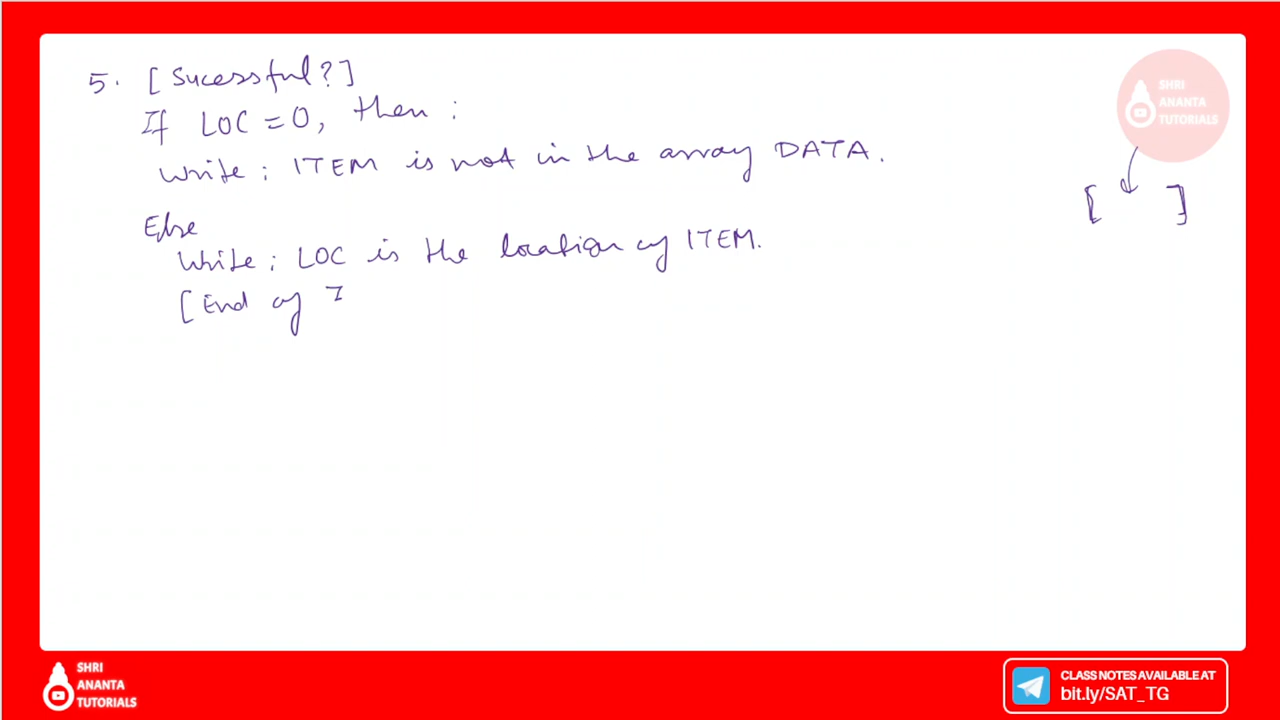 5. [Sucessful?]
If LOC = 0, then :
Write : ITEM is not in the array DATA.
Else
Write : LOC is the location of ITEM.
[End of I
[ ]
SHRI
ANANTA
TUTORIALS
SHRI
ANANTA
TUTORIALS
CLASS NOTES AVAILABLE AT
bit.ly/SAT_TG